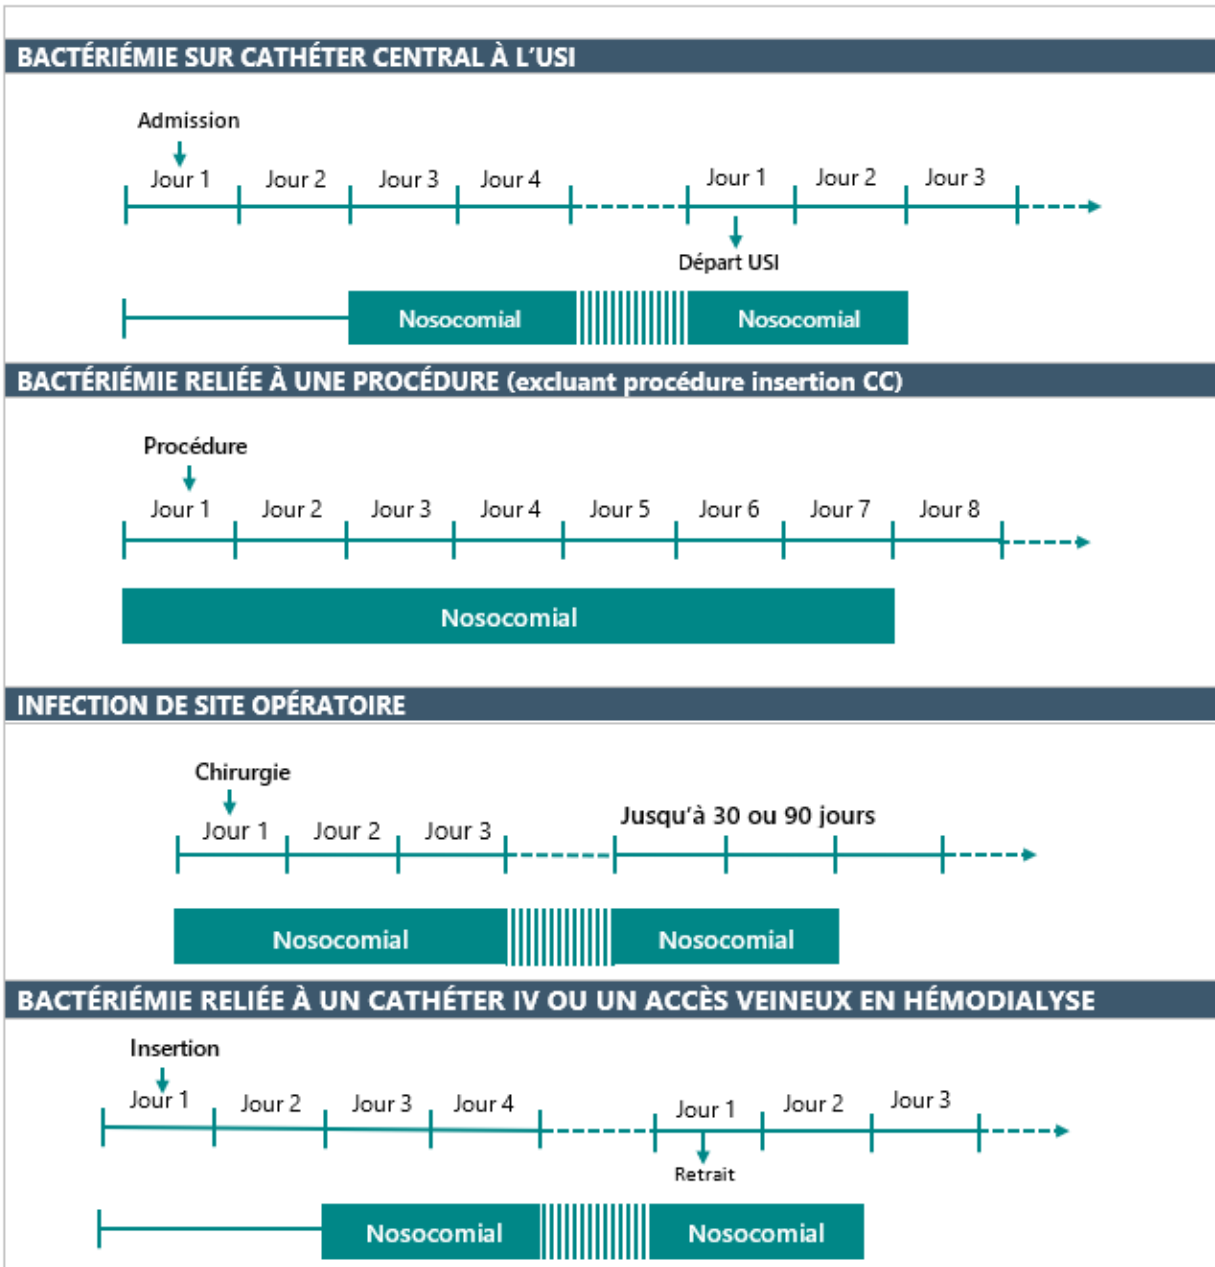 BACTÉRIÉMIE SUR CATHÉTER CENTRAL À L'USI
Admission
Jour 1 Jour 2 Jour 3 Jour 4 Jour 1 Jour 2 Jour 3
Départ USI
Nosocomial Nosocomial
BACTÉRIÉMIE RELIÉE À UNE PROCÉDURE (excluant procédure insertion CC)
Procédure
Jour 1 Jour 2 Jour 3 Jour 4 Jour 5 Jour 6 Jour 7 Jour 8
Nosocomial
INFECTION DE SITE OPÉRATOIRE
Chirurgie
Jusqu'à 30 ou 90 jours
Jour 1 Jour 2 Jour 3
Nosocomial Nosocomial
BACTÉRIÉMIE RELIÉE À UN CATHÉTER IV OU UN ACCÈS VEINEUX EN HÉMODIALYSE
Insertion
Jour 1 Jour 2 Jour 3 Jour 4 Jour 1 Jour 2 Jour 3
Retrait
Nosocomial Nosocomial